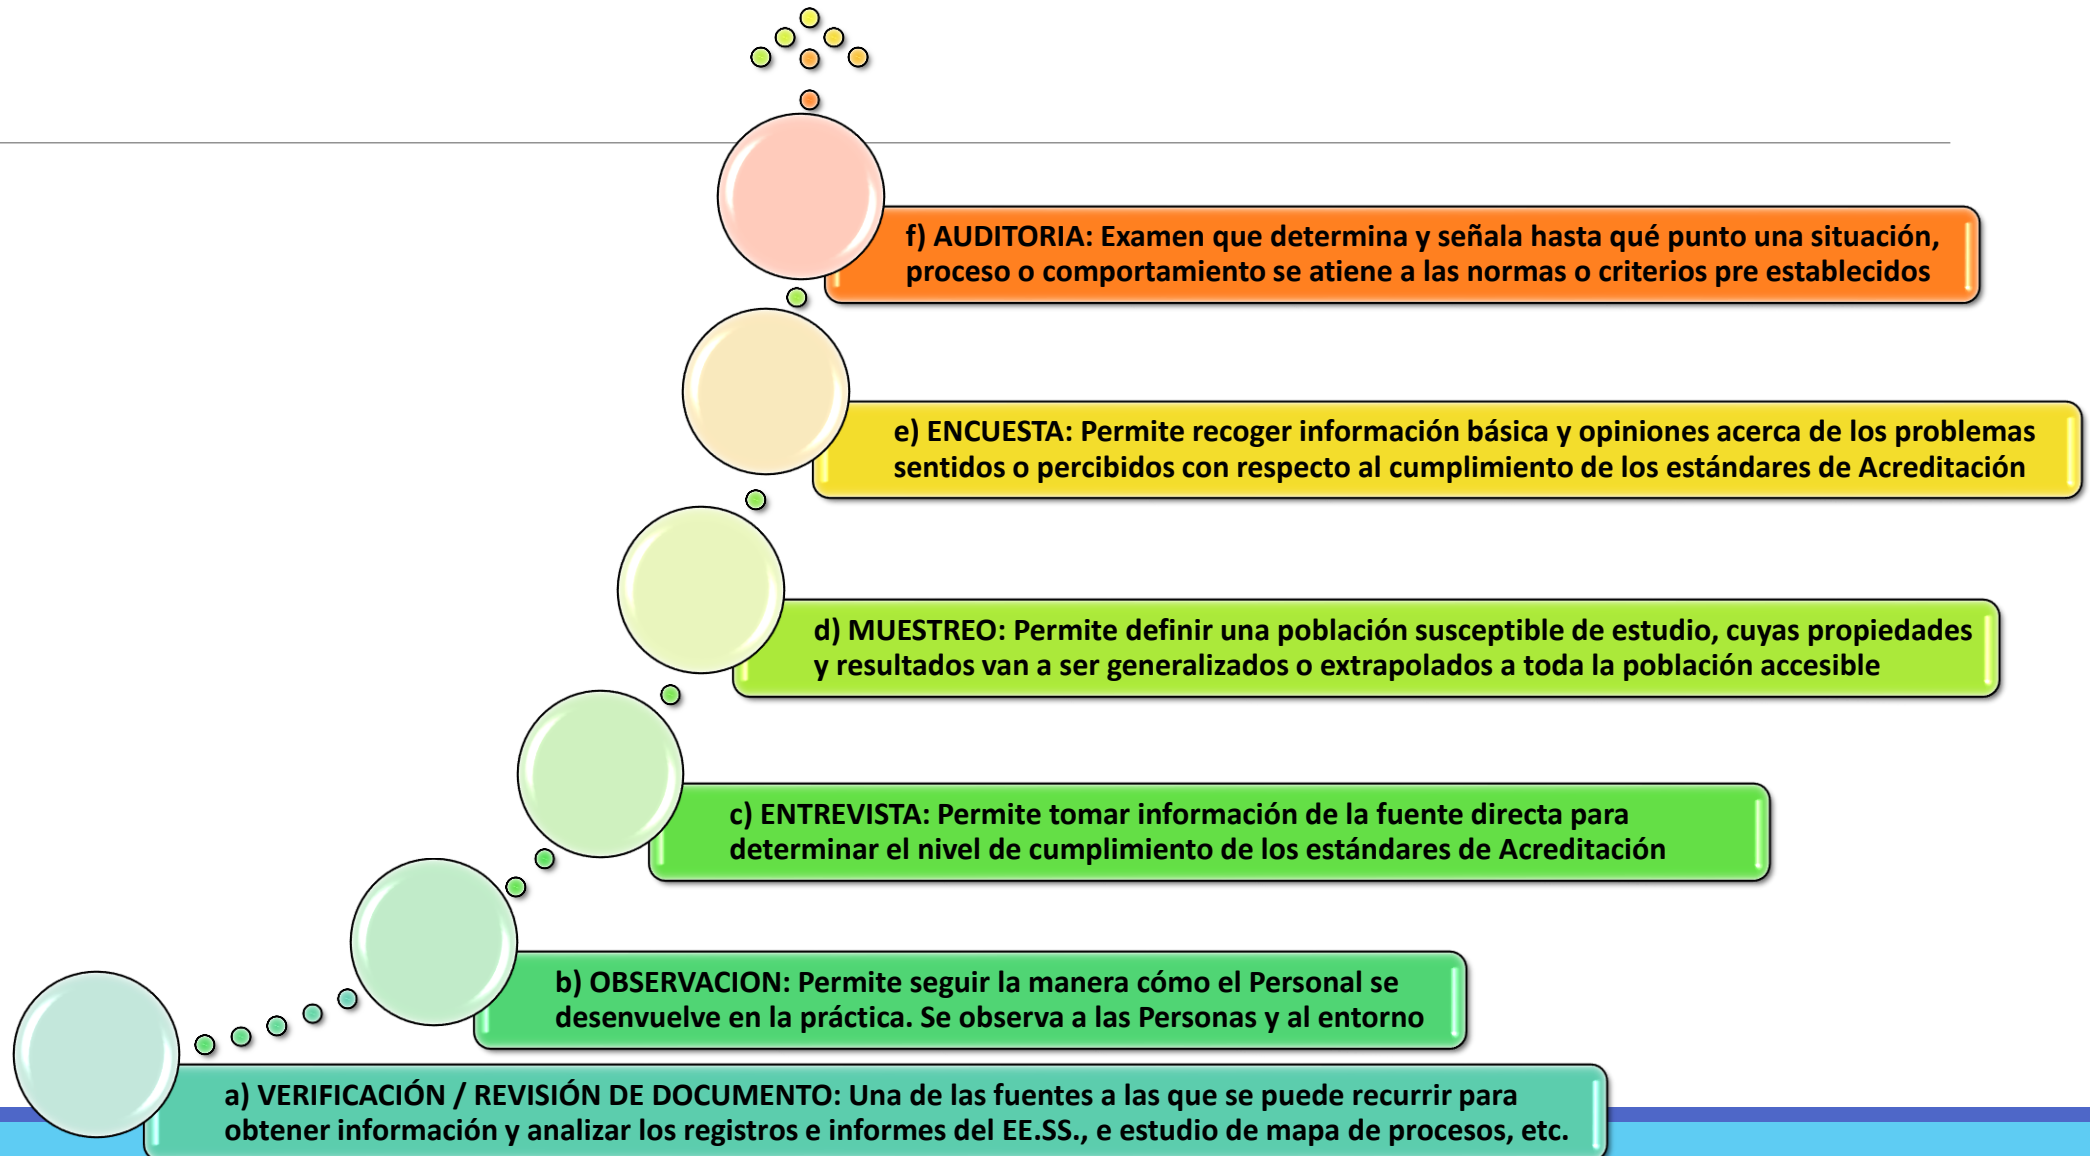 f) AUDITORIA: Examen que determina y señala hasta qué punto una situación,
proceso o comportamiento se atiene a las normas o criterios pre establecidos
e) ENCUESTA: Permite recoger información básica y opiniones acerca de los problemas
sentidos o percibidos con respecto al cumplimiento de los estándares de Acreditación
d) MUESTREO: Permite definir una población susceptible de estudio, cuyas propiedades
y resultados van a ser generalizados o extrapolados a toda la población accesible
c) ENTREVISTA: Permite tomar información de la fuente directa para
determinar el nivel de cumplimiento de los estándares de Acreditación
b) OBSERVACION: Permite seguir la manera cómo el Personal se
desenvuelve en la práctica. Se observa a las Personas y al entorno
a) VERIFICACIÓN / REVISIÓN DE DOCUMENTO: Una de las fuentes a las que se puede recurrir para
obtener información y analizar los registros e informes del EE.SS., e estudio de mapa de procesos, etc.